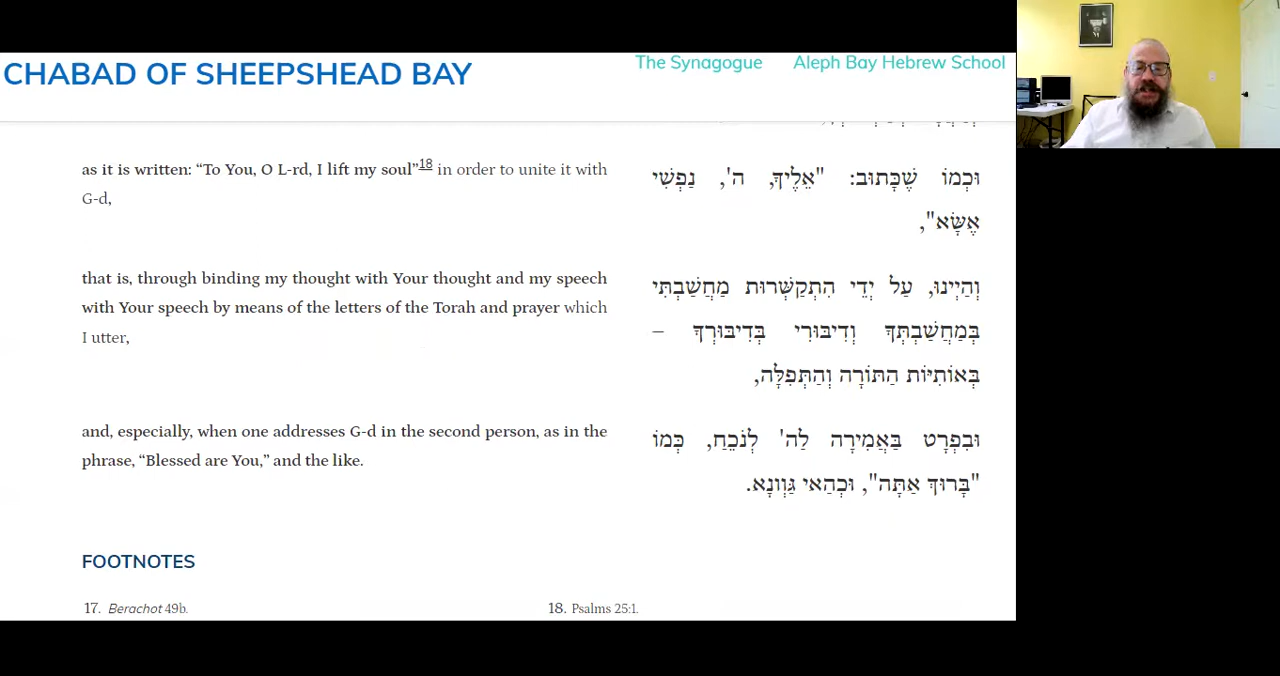 CHABAD OF SHEEPSHEAD BAY
The Synagogue Aleph Bay Hebrew School
as it is written: “To You, O L-rd, I lift my soul”18 in order to unite it with
G-d,
וּכְמוֹ שֶׁכָּתוּב: "אֵלֶיךָ, ה', נַפְשִׁי
אֶשָּׂא",
that is, through binding my thought with Your thought and my speech
with Your speech by means of the letters of the Torah and prayer which
I utter,
וְהַיְינוּ, עַל יְדֵי הִתְקַשְּׁרוּת מַחֲשַׁבְתִּי
בְּמַחֲשַׁבְתְּךָ וְדִיבּוּרִי בְּדִיבּוּרְךָ –
בְּאוֹתִיּוֹת הַתּוֹרָה וְהַתְּפִלָּה,
and, especially, when one addresses G-d in the second person, as in the
phrase, “Blessed are You,” and the like.
וּבִפְרָט בַּאֲמִירָה לַה' לְנֹכֵחַ, כְּמוֹ
"בָּרוּךְ אַתָּה", וּכְהַאי גַּוְונָא.
FOOTNOTES
17. Berachot 49b.
18. Psalms 25:1.